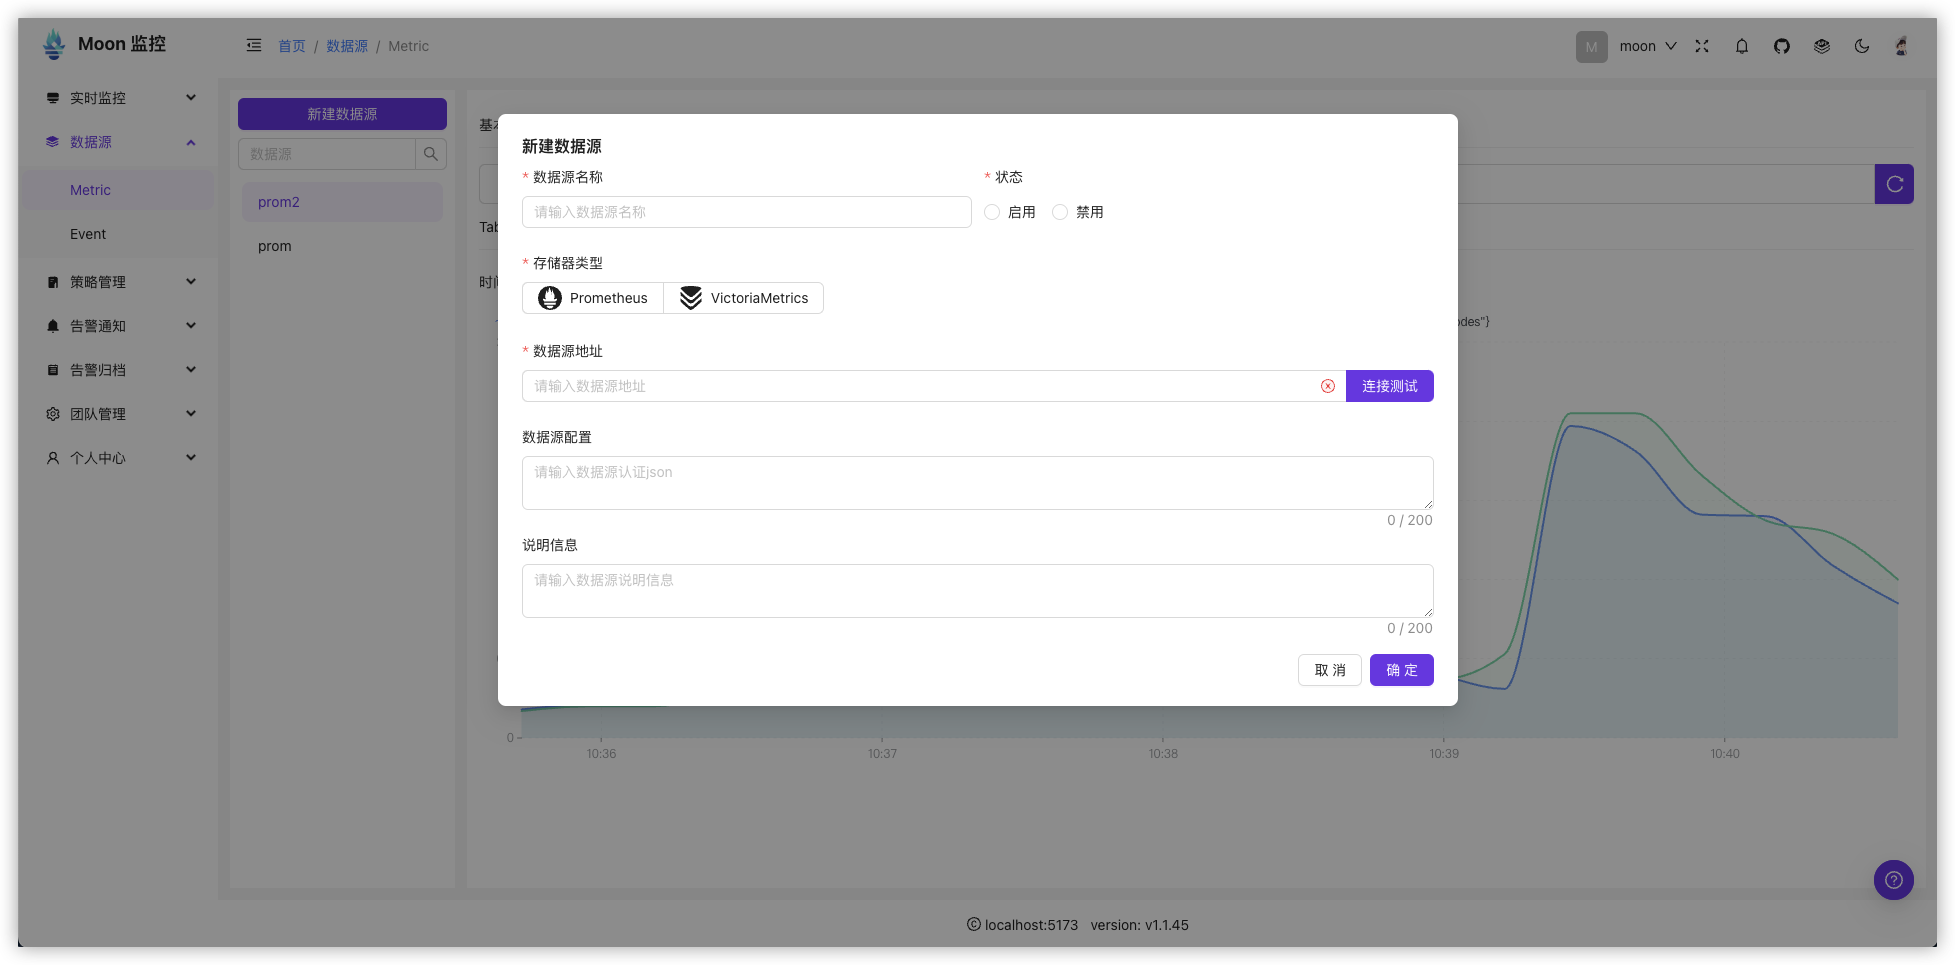 Moon 监控
首页 / 数据源 / Metric
M moon
实时监控
数据源
Metric
Event
策略管理
告警通知
告警归档
团队管理
个人中心
新建数据源
数据源
prom2
prom
新建数据源
* 数据源名称
请输入数据源名称
* 状态
启用 禁用
* 存储器类型
Prometheus VictoriaMetrics
* 数据源地址
请输入数据源地址
连接测试
数据源配置
请输入数据源认证json
0 / 200
说明信息
请输入数据源说明信息
0 / 200
取 消 确 定
0
10:36 10:37 10:38 10:39 10:40
© localhost:5173 version: v1.1.45